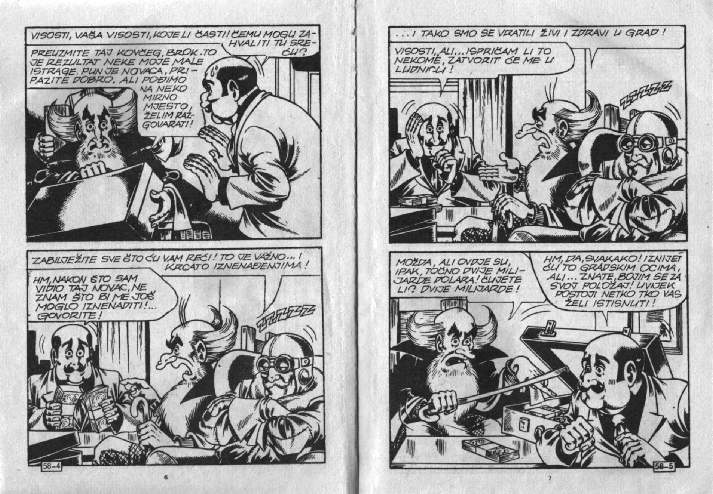 VISOSTI, VAŠA VISOSTI, KOJE LI ČASTI! ČEMU MOGU ZA-
HVALITI TU SRE-
ĆU?
PREUZMITE TAJ KOVČEG, BROK. TO
JE REZULTAT NEKE MOJE MALE
ISTRAGE. PUN JE NOVACA, PRI-
PAZITE DOBRO, ALI POĐIMO
NA NEKO
MIRNO
MJESTO,
ŽELIM RAZ-
GOVARATI!
ZABILJEŽITE SVE ŠTO ĆU VAM REĆI! TO JE VAŽNO...!
KRCATO IZNENAĐENJIMA!
HM, NAKON ŠTO SAM
VIDIO TAJ NOVAC, NE
ZNAM ŠTO BI ME JOŠ
MOGLO IZNENADITI!...
GOVORITE!
58-4
6
...I TAKO SMO SE VRATILI ŽIVI I ZDRAVI U GRAD!
VISOSTI, ALI...ISPRIČAM LI TO
NEKOME, ZATVORIT ĆE ME U
LUDNICU!
MOŽDA, ALI OVDJE SU,
IPAK, TOČNO DVIJE MILI-
JARDE DOLARA! ČUJETE
LI? DVIJE MILIJARDE!
HM, DA, SVAKAKO! IZNIJET
ĆU TO GRADSKIM OCIMA,
ALI... ZNATE, BOJIM SE ZA
SVOJ POLOŽAJ! UVIJEK
POSTOJI NETKO TKO VAS
ŽELI ISTISNUTI!
58-5
7